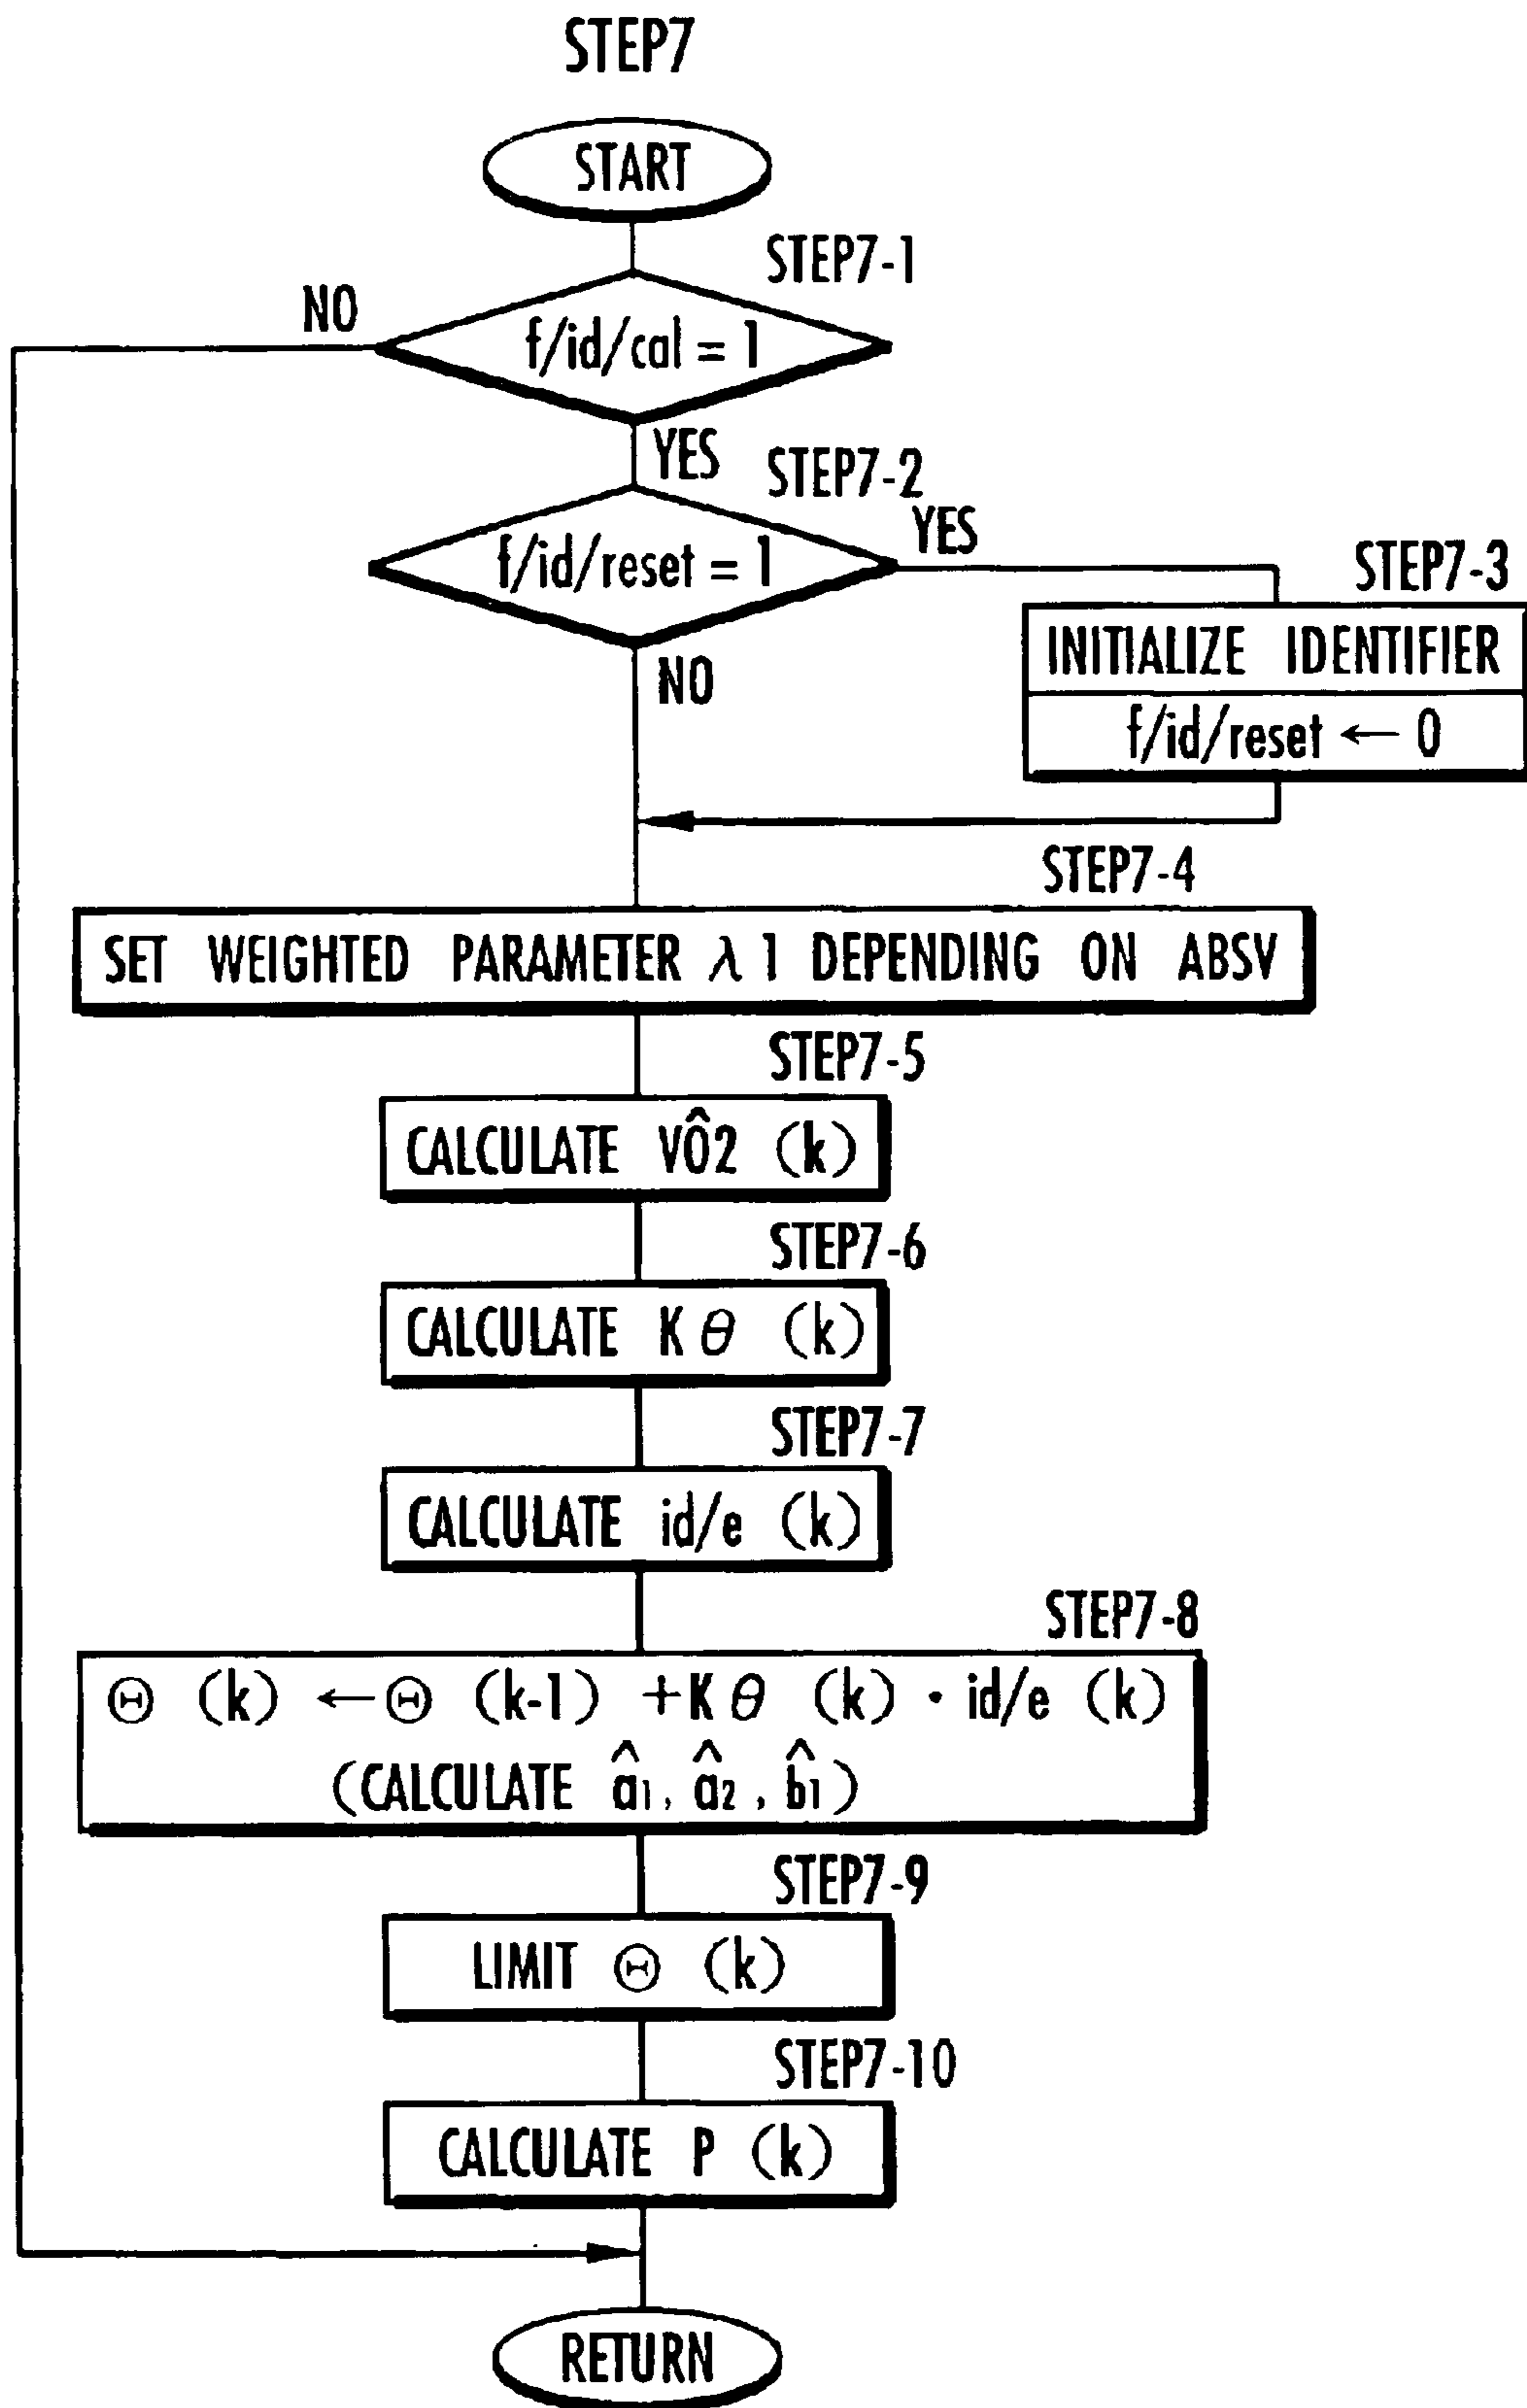 STEP7
START
STEP7-1
NO
f/id/cal = 1
YES
STEP7-2
YES
f/id/reset = 1
STEP7-3
INITIALIZE IDENTIFIER
f/id/reset ← 0
NO
STEP7-4
SET WEIGHTED PARAMETER λ 1 DEPENDING ON ABSV
STEP7-5
CALCULATE VÔ2 (k)
STEP7-6
CALCULATE K θ (k)
STEP7-7
CALCULATE id/e (k)
STEP7-8
Θ (k) ← Θ (k-1) +K θ (k) · id/e (k)
(CALCULATE â1, â2, b̂1)
STEP7-9
LIMIT Θ (k)
STEP7-10
CALCULATE P (k)
RETURN